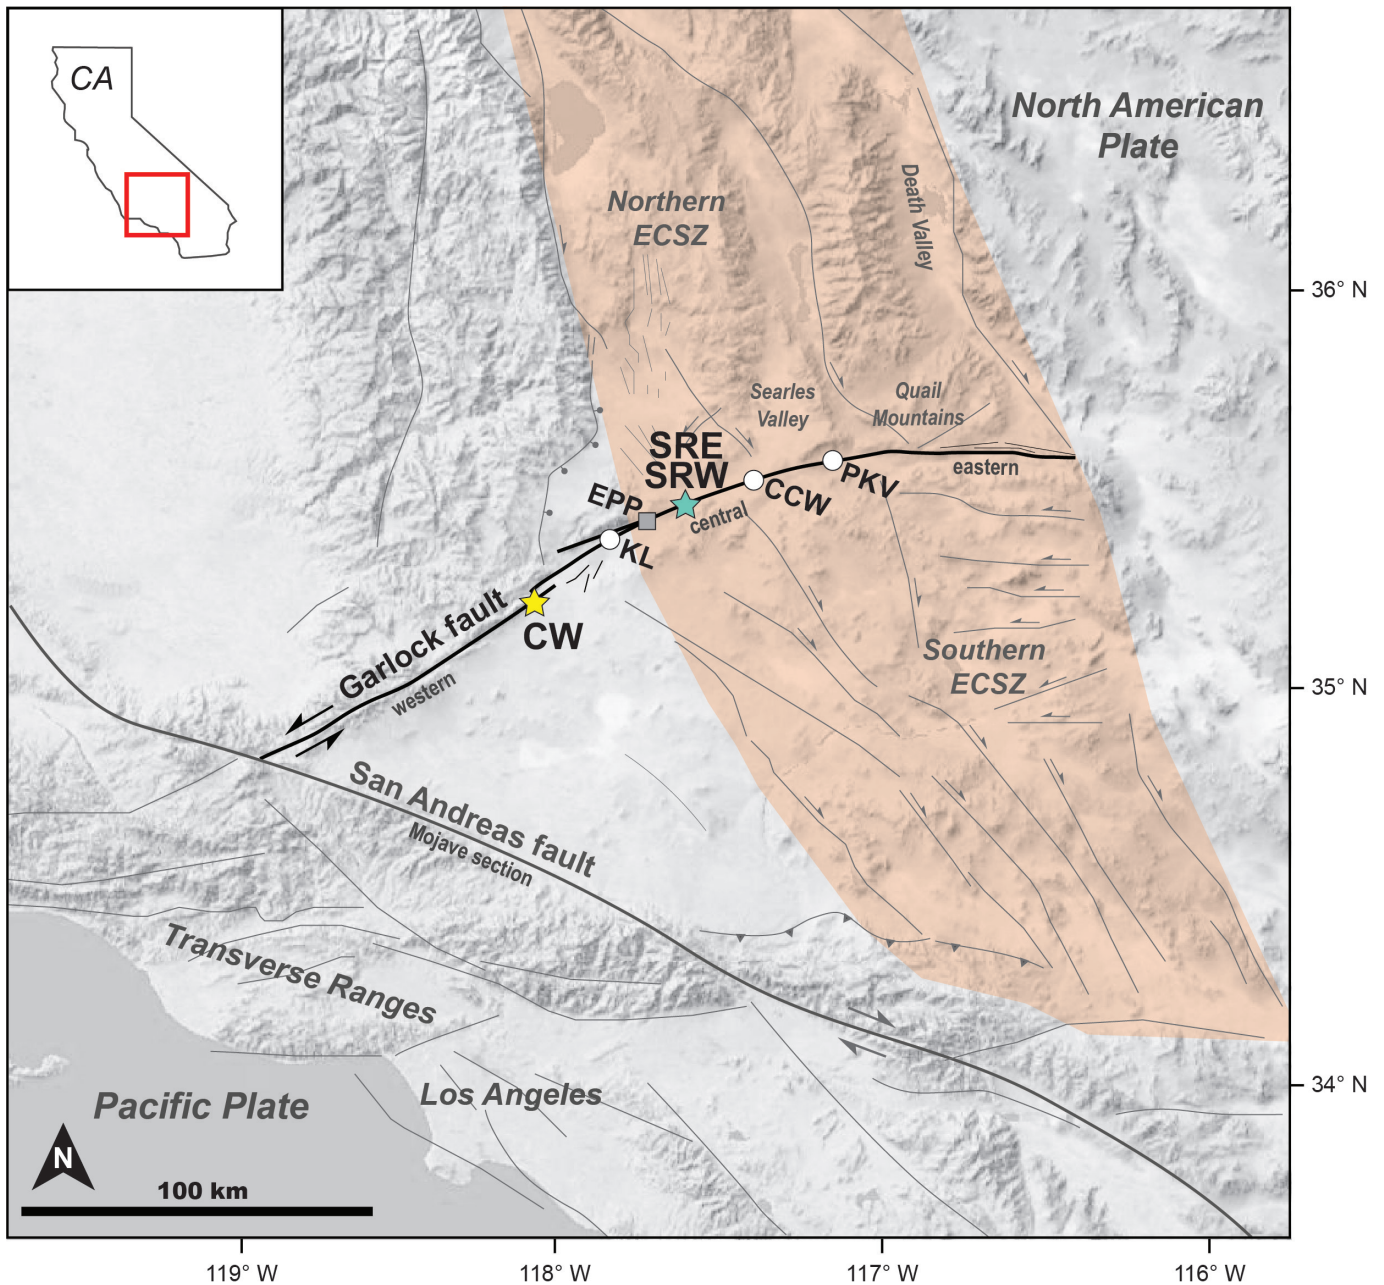 CA
North American
Plate
Northern
ECSZ
Death Valley
36° N
Searles
Valley
Quail
Mountains
SRE
SRW
eastern
EPP
CCW
PKV
central
KL
Garlock fault
CW
western
Southern
ECSZ
35° N
San Andreas fault
Mojave section
Transverse Ranges
Pacific Plate
Los Angeles
34° N
N
100 km
119° W
118° W
117° W
116° W